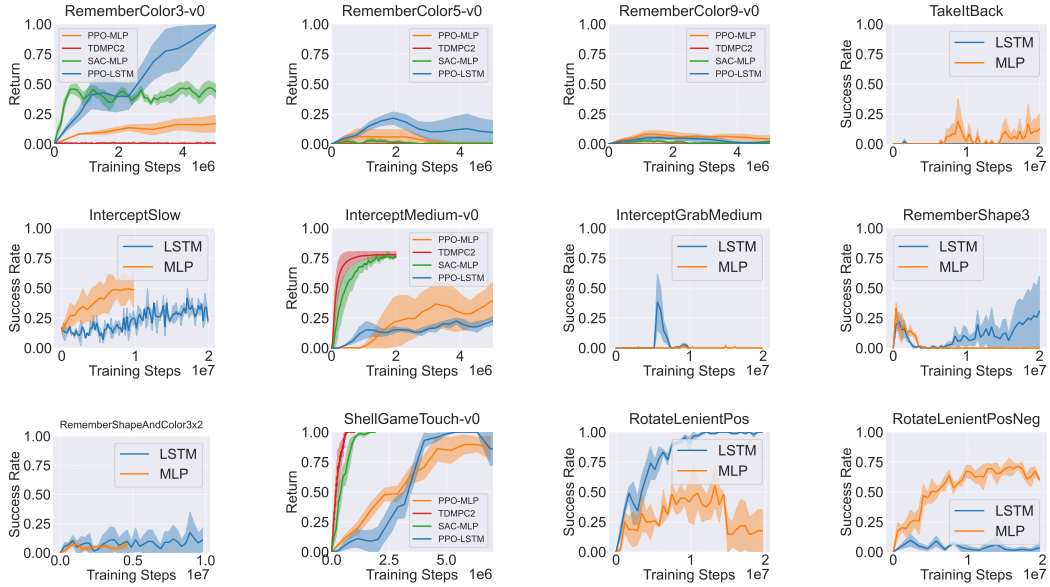 RememberColor3-v0
1.00
0.75
0.50
0.25
0.00
Return
PPO-MLP
TDMPC2
SAC-MLP
PPO-LSTM
0 2 4
1e6
Training Steps
RememberColor5-v0
1.00
0.75
0.50
0.25
0.00
Return
PPO-MLP
TDMPC2
SAC-MLP
PPO-LSTM
0 2 4
1e6
Training Steps
RememberColor9-v0
1.00
0.75
0.50
0.25
0.00
Return
PPO-MLP
TDMPC2
SAC-MLP
PPO-LSTM
0 2 4
1e6
Training Steps
TakeItBack
1.00
0.75
0.50
0.25
0.00
Success Rate
LSTM
MLP
0 1 2
1e7
Training Steps
InterceptSlow
1.00
0.75
0.50
0.25
0.00
Success Rate
LSTM
MLP
0 1 2
1e7
Training Steps
InterceptMedium-v0
1.00
0.75
0.50
0.25
0.00
Return
PPO-MLP
TDMPC2
SAC-MLP
PPO-LSTM
0 2 4
1e6
Training Steps
InterceptGrabMedium
1.00
0.75
0.50
0.25
0.00
Success Rate
LSTM
MLP
0 1 2
1e7
Training Steps
RememberShape3
1.00
0.75
0.50
0.25
0.00
Success Rate
LSTM
MLP
0 1 2
1e7
Training Steps
RememberShapeAndColor3x2
1.00
0.75
0.50
0.25
0.00
Success Rate
LSTM
MLP
0.0 0.5 1.0
1e7
Training Steps
ShellGameTouch-v0
1.00
0.75
0.50
0.25
0.00
Return
PPO-MLP
TDMPC2
SAC-MLP
PPO-LSTM
2.5 5.0
1e6
Training Steps
RotateLenientPos
1.00
0.75
0.50
0.25
0.00
Success Rate
LSTM
MLP
0 1 2
1e7
Training Steps
RotateLenientPosNeg
1.00
0.75
0.50
0.25
0.00
Success Rate
LSTM
MLP
0 1 2
1e7
Training Steps